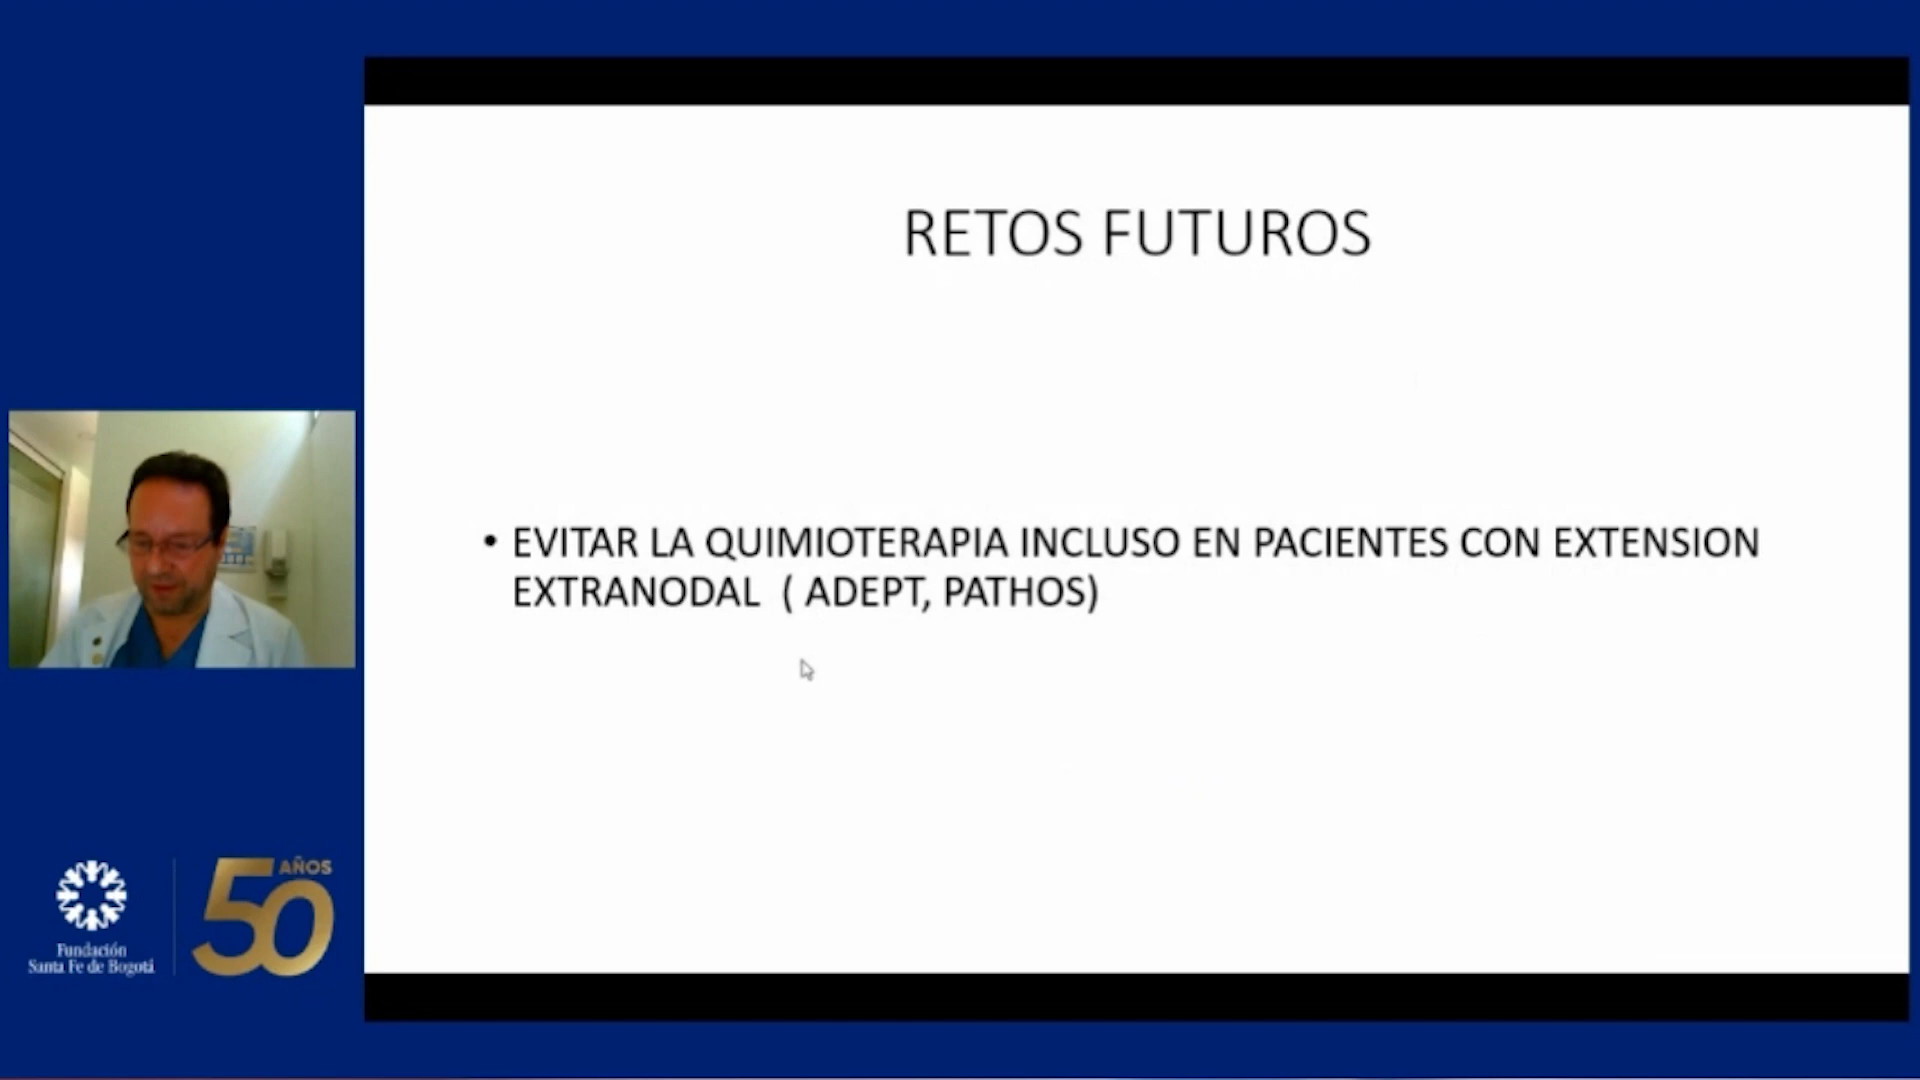 RETOS FUTUROS
• EVITAR LA QUIMIOTERAPIA INCLUSO EN PACIENTES CON EXTENSION
EXTRANODAL ( ADEPT, PATHOS)
Fundación
Santa Fe de Bogotá
50 AÑOS